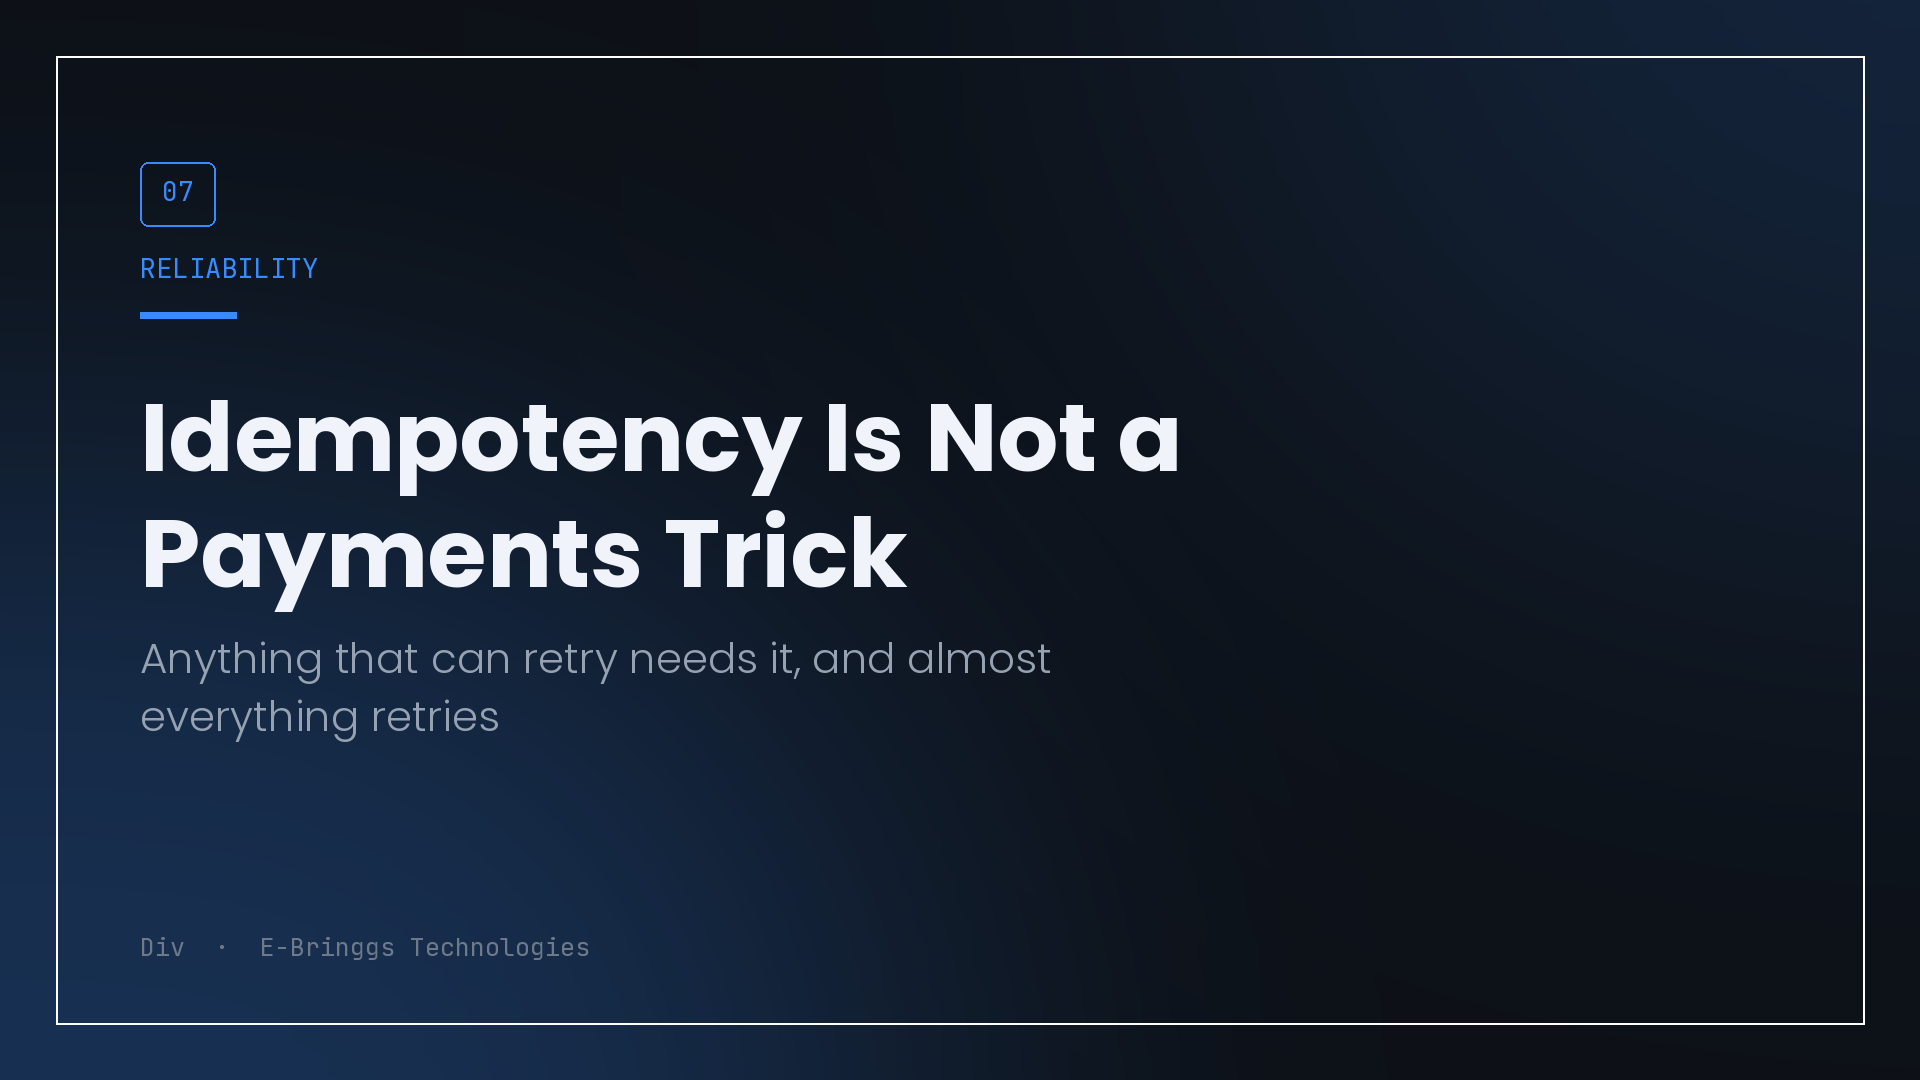 07
RELIABILITY
Idempotency Is Not a
Payments Trick
Anything that can retry needs it, and almost
everything retries
Div · E-Bringgs Technologies